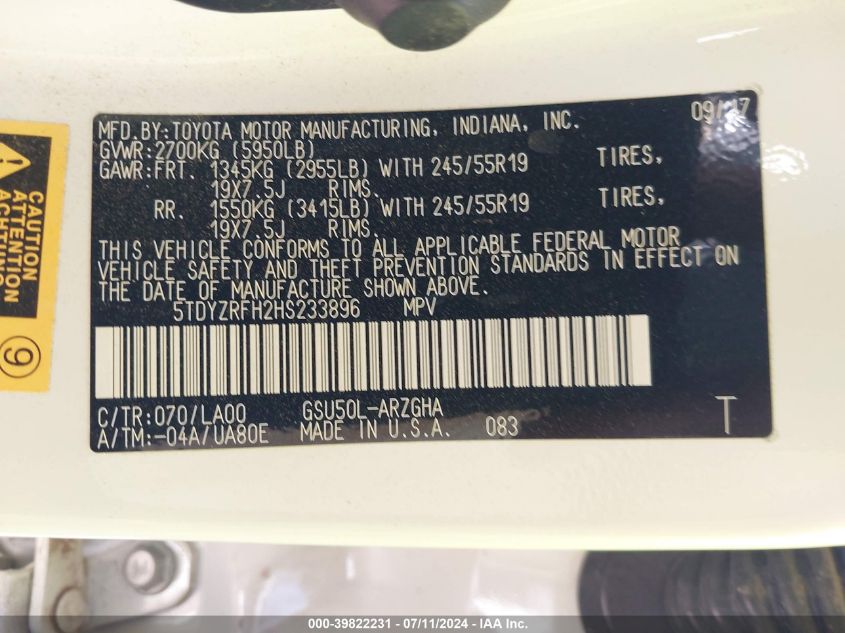 09/17
MFD.BY:TOYOTA MOTOR MANUFACTURING, INDIANA, INC.
GVWR:2700KG (5950LB)
GAWR:FRT. 1345KG (2955LB) WITH 245/55R19 TIRES,
19X7.5J RIMS.
RR. 1550KG (3415LB) WITH 245/55R19 TIRES,
19X7.5J RIMS.
THIS VEHICLE CONFORMS TO ALL APPLICABLE FEDERAL MOTOR
VEHICLE SAFETY AND THEFT PREVENTION STANDARDS IN EFFECT ON
THE DATE OF MANUFACTURE SHOWN ABOVE.
5TDYZRFH2HS233896 MPV
C/TR:070/LA00 GSU50L-ARZGHA
A/TM:-04A/UA80E MADE IN U.S.A. 083 T
CAUTION
ATTENTION
ACHTUNG
9
000-39822231 - 07/11/2024 - IAA Inc.